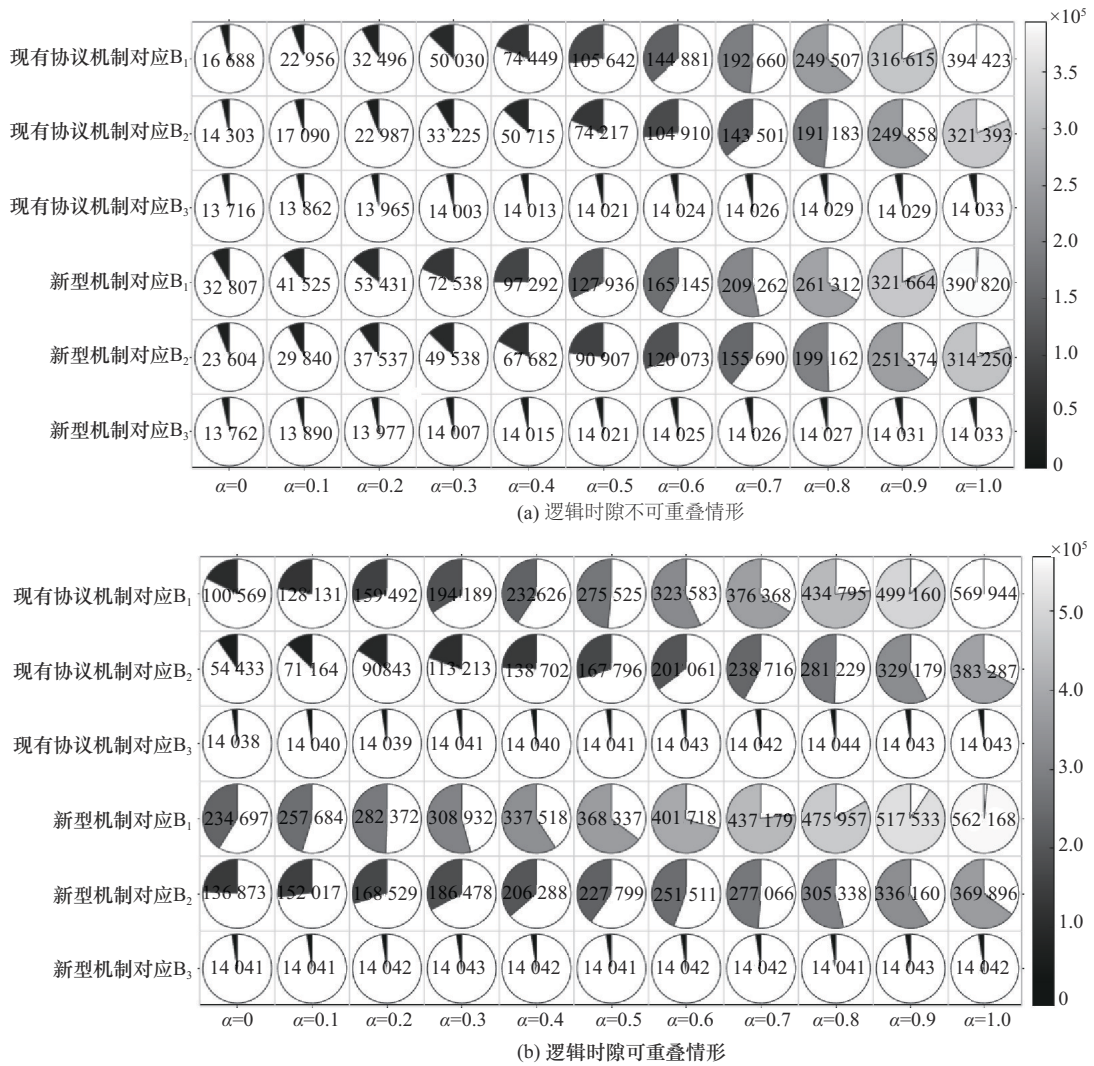 ×10⁵
现有协议机制对应B₁ 16 688 22 956 32 496 50 030 74 449 105 642 144 881 192 660 249 507 316 615 394 423
3.5
现有协议机制对应B₂ 14 303 17 090 22 987 33 225 50 715 74 217 104 910 143 501 191 183 249 858 321 393
3.0
2.5
现有协议机制对应B₃ 13 716 13 862 13 965 14 003 14 013 14 021 14 024 14 026 14 029 14 029 14 033
2.0
新型机制对应B₁ 32 807 41 525 53 431 72 538 97 292 127 936 165 145 209 262 261 312 321 664 390 820
1.5
新型机制对应B₂ 23 604 29 840 37 537 49 538 67 682 90 907 120 073 155 690 199 162 251 374 314 250
1.0
0.5
新型机制对应B₃ 13 762 13 890 13 977 14 007 14 015 14 021 14 025 14 026 14 027 14 031 14 033
0
α=0 α=0.1 α=0.2 α=0.3 α=0.4 α=0.5 α=0.6 α=0.7 α=0.8 α=0.9 α=1.0
(a) 逻辑时隙不可重叠情形
×10⁵
现有协议机制对应B₁ 100 569 128 131 159 492 194 189 232626 275 525 323 583 376 368 434 795 499 160 569 944
5.0
现有协议机制对应B₂ 54 433 71 164 90843 113 213 138 702 167 796 201 061 238 716 281 229 329 179 383 287
4.0
现有协议机制对应B₃ 14 038 14 040 14 039 14 041 14 040 14 041 14 043 14 042 14 044 14 043 14 043
3.0
新型机制对应B₁ 234 697 257 684 282 372 308 932 337 518 368 337 401 718 437 179 475 957 517 533 562 168
2.0
新型机制对应B₂ 136 873 152 017 168 529 186 478 206 288 227 799 251 511 277 066 305 338 336 160 369 896
1.0
新型机制对应B₃ 14 041 14 041 14 042 14 043 14 042 14 041 14 042 14 042 14 041 14 043 14 042
0
α=0 α=0.1 α=0.2 α=0.3 α=0.4 α=0.5 α=0.6 α=0.7 α=0.8 α=0.9 α=1.0
(b) 逻辑时隙可重叠情形